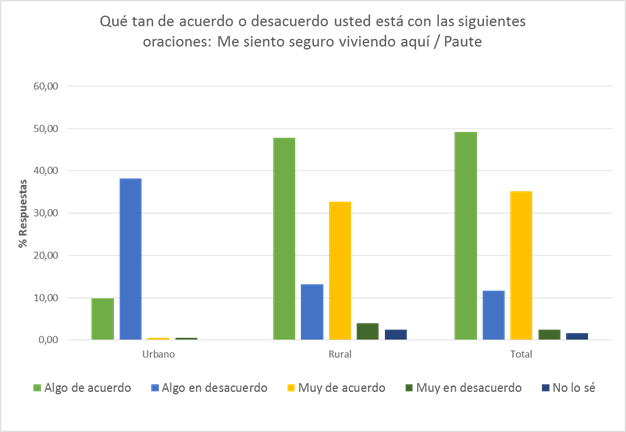 Qué tan de acuerdo o desacuerdo usted está con las siguientes
oraciones: Me siento seguro viviendo aquí / Paute
60,00
50,00
40,00
30,00
20,00
10,00
0,00
% Respuestas
Urbano Rural Total
Algo de acuerdo Algo en desacuerdo Muy de acuerdo Muy en desacuerdo No lo sé